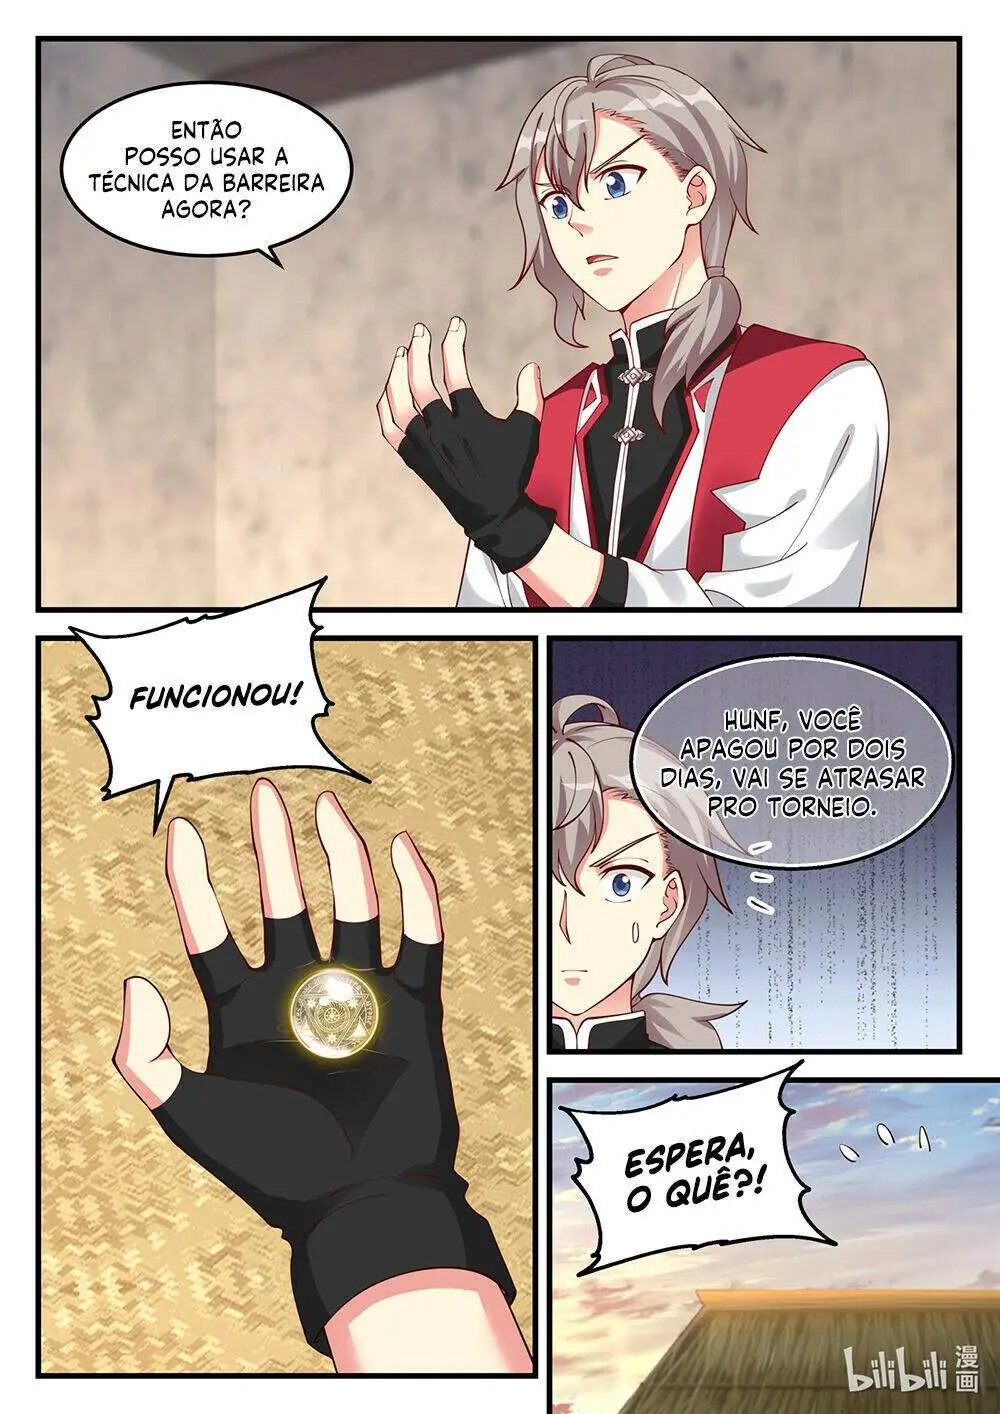 ENTÃO
POSSO USAR A
TÉCNICA DA BARREIRA
AGORA?
FUNCIONOU!
HUNF, VOCÊ
APAGOU POR DOIS
DIAS, VAI SE ATRASAR
PRO TORNEIO.
ESPERA,
O QUÊ?!
bilibili 漫画